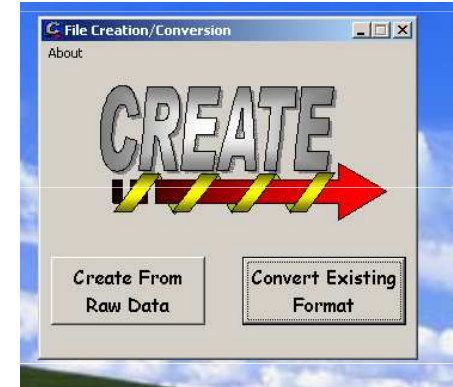 File Creation/Conversion
About
CREATE
Create From
Raw Data
Convert Existing
Format